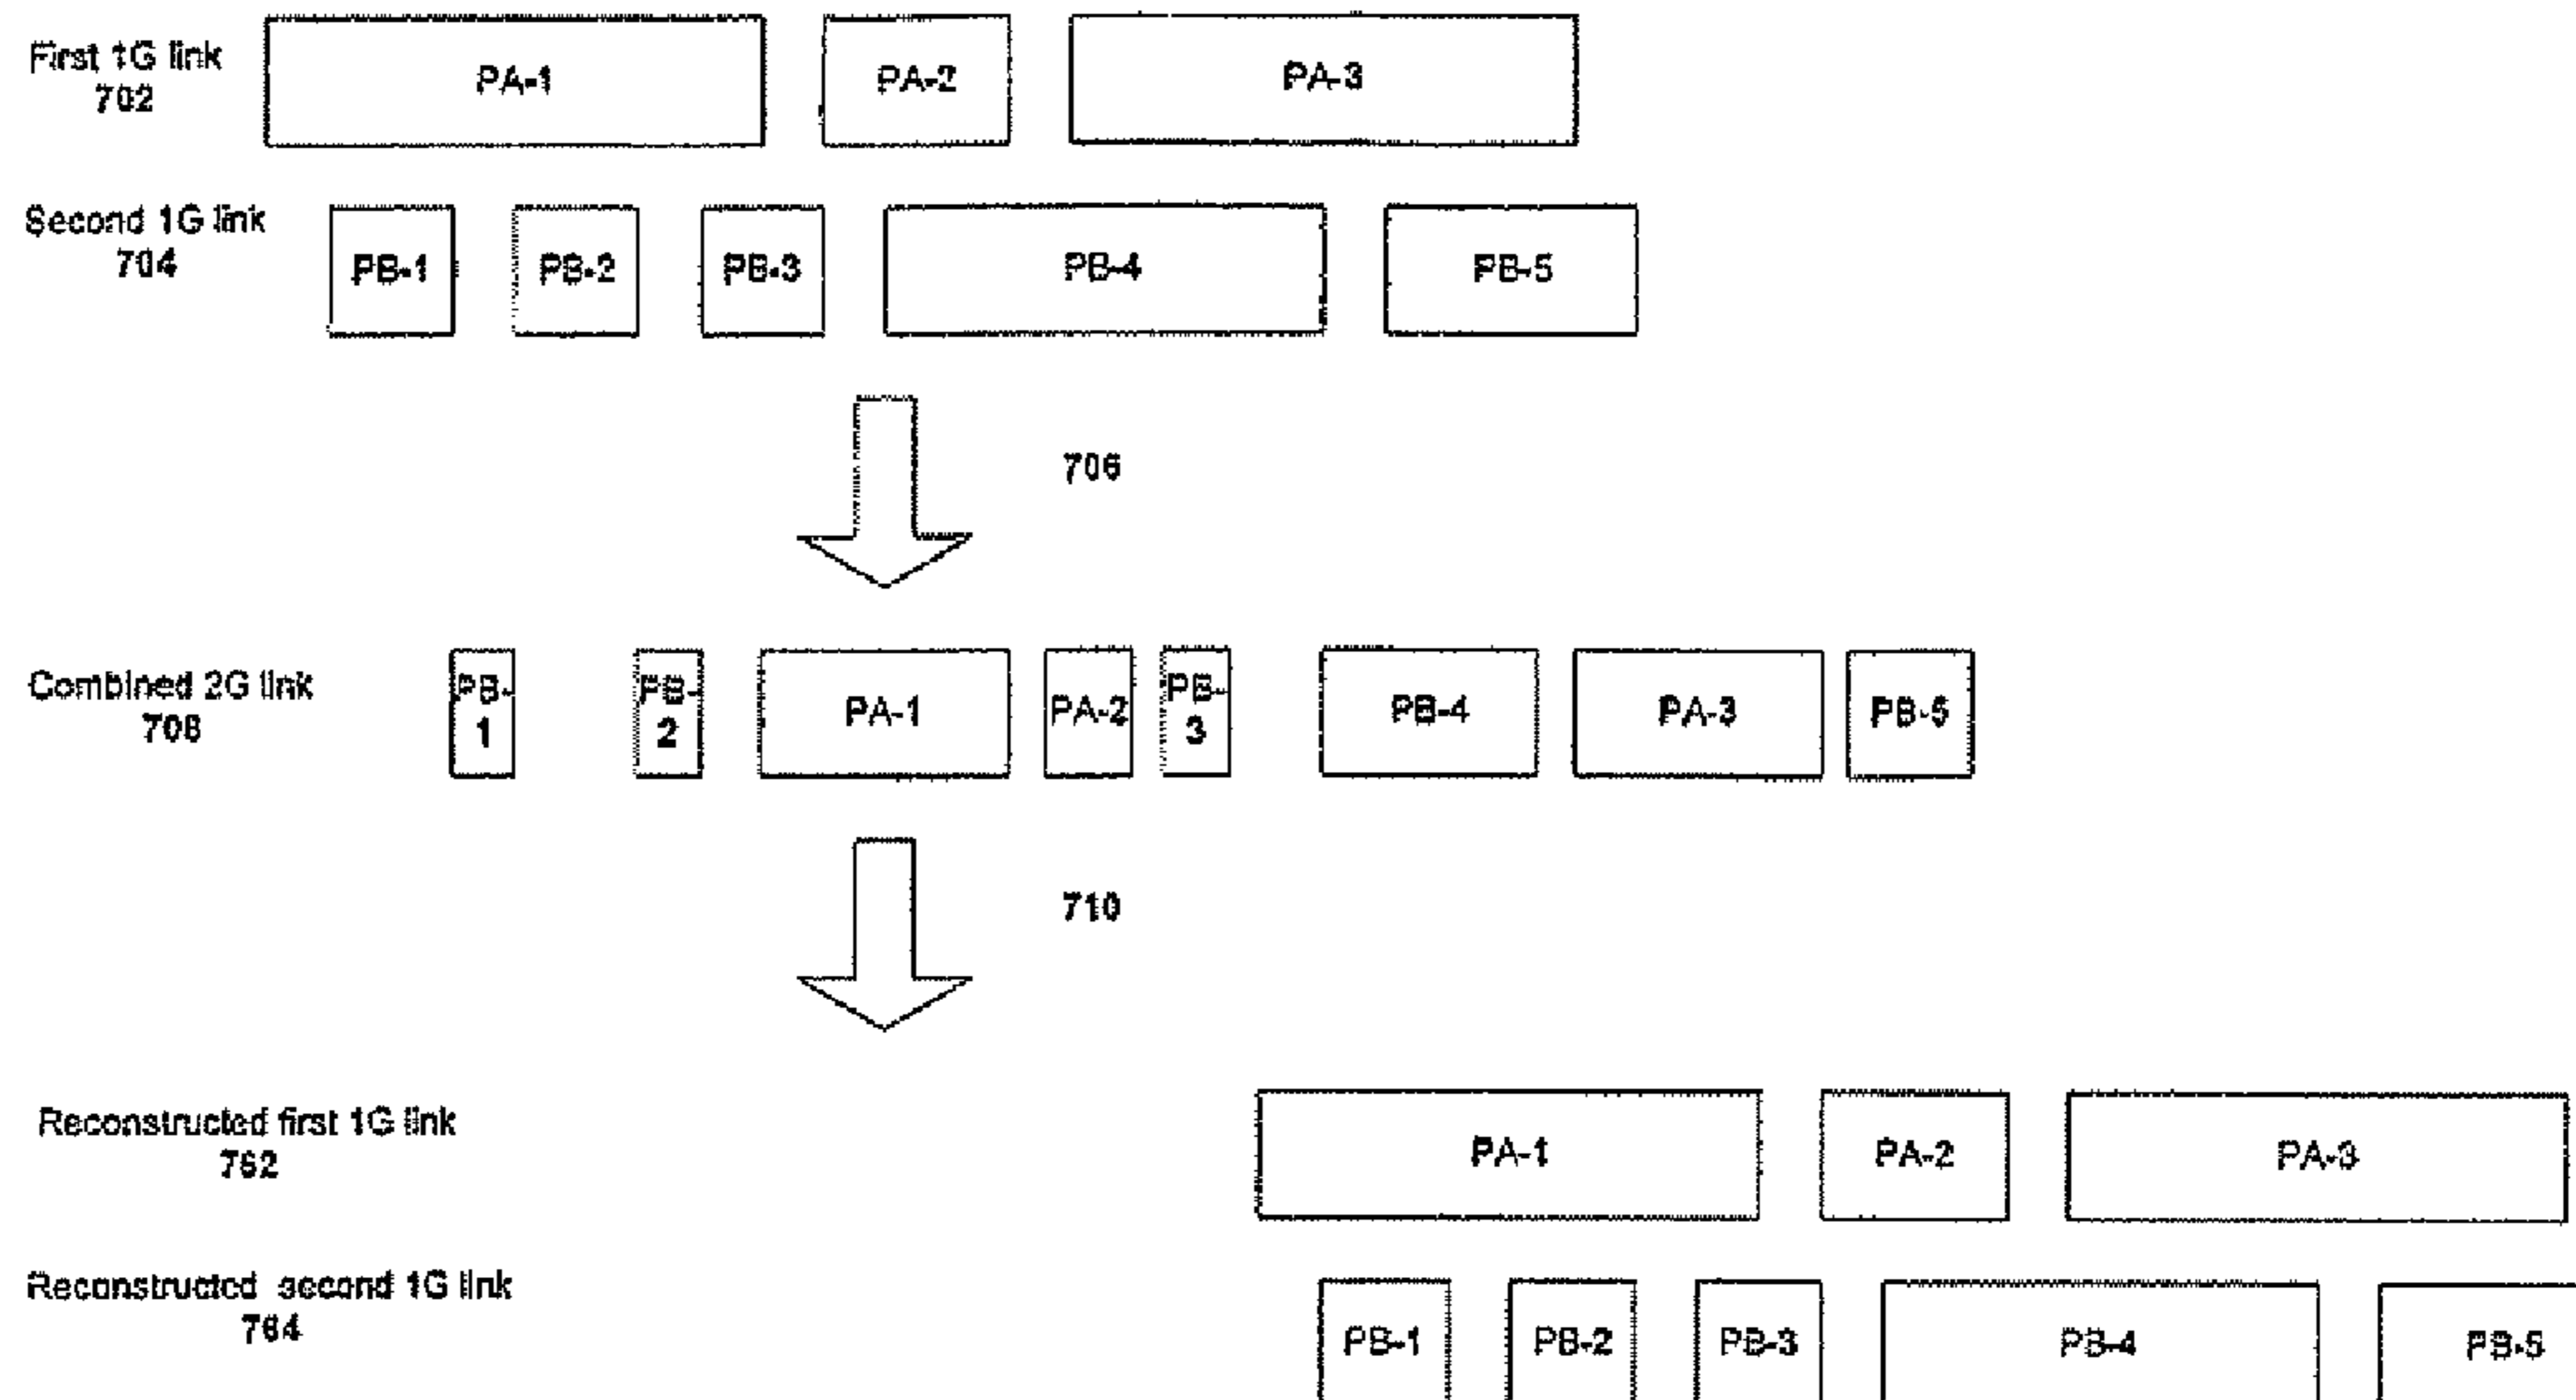 First 1G link
702
PA-1
PA-2
PA-3
Second 1G link
704
PB-1
PB-2
PB-3
PB-4
PB-5
706
Combined 2G link
708
PB-
1
PB-
2
PA-1
PA-2
PB-
3
PB-4
PA-3
PB-5
710
Reconstructed first 1G link
762
PA-1
PA-2
PA-3
Reconstructed second 1G link
764
PB-1
PB-2
PB-3
PB-4
PB-5